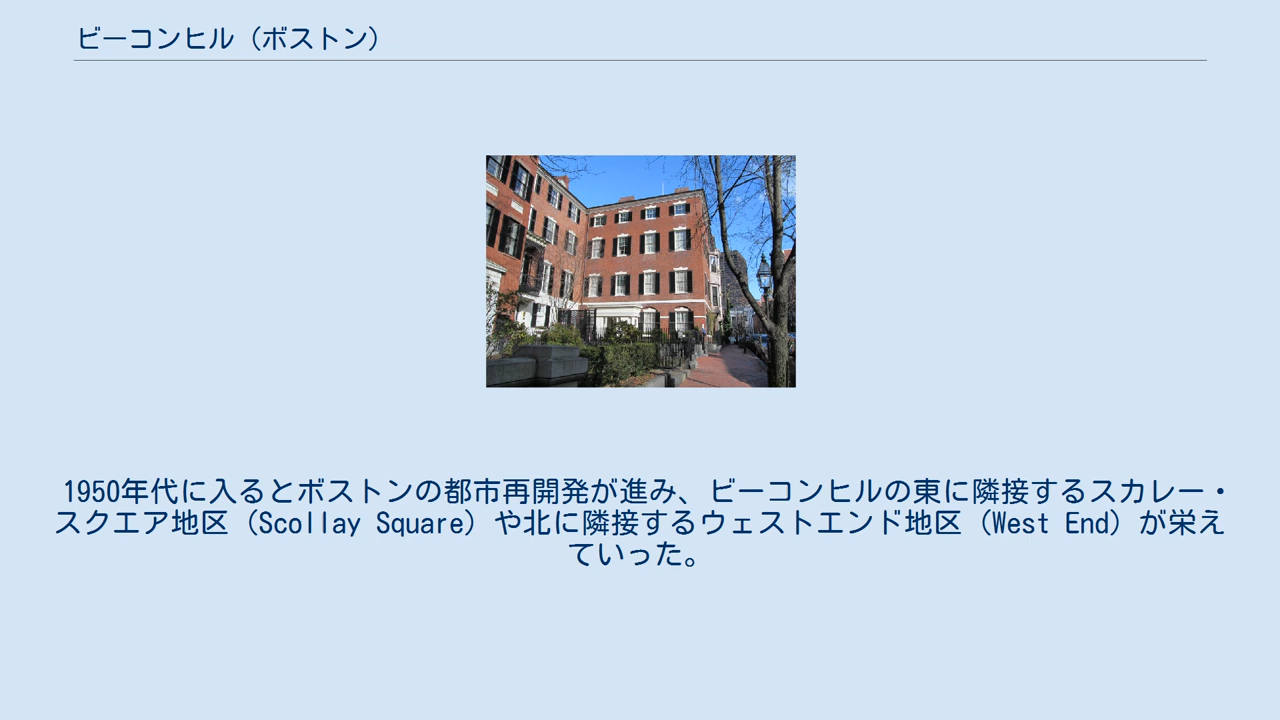 ビーコンヒル（ボストン）
1950年代に入るとボストンの都市再開発が進み、ビーコンヒルの東に隣接するスカレー・
スクエア地区（Scollay Square）や北に隣接するウェストエンド地区（West End）が栄え
ていった。